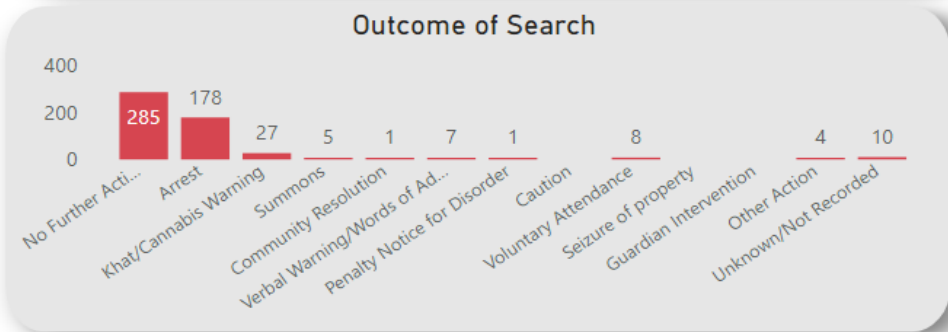 Outcome of Search
400
200
0
285
178
27
5
1
7
1
8
4
10
No Further Acti...
Arrest
Khat/Cannabis Warning
Summons
Community Resolution
Verbal Warning/Words of Ad...
Penalty Notice for Disorder
Caution
Voluntary Attendance
Seizure of property
Guardian Intervention
Other Action
Unknown/Not Recorded